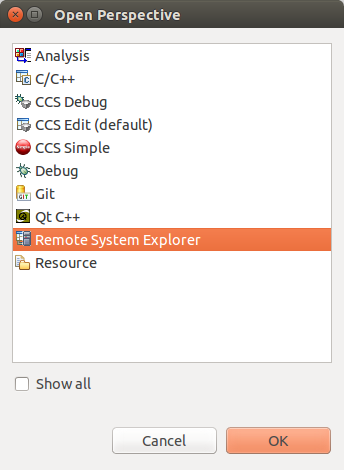 Open Perspective
Analysis
C/C++
CCS Debug
CCS Edit (default)
CCS Simple
Debug
Git
Qt C++
Remote System Explorer
Resource
Show all
Cancel
OK